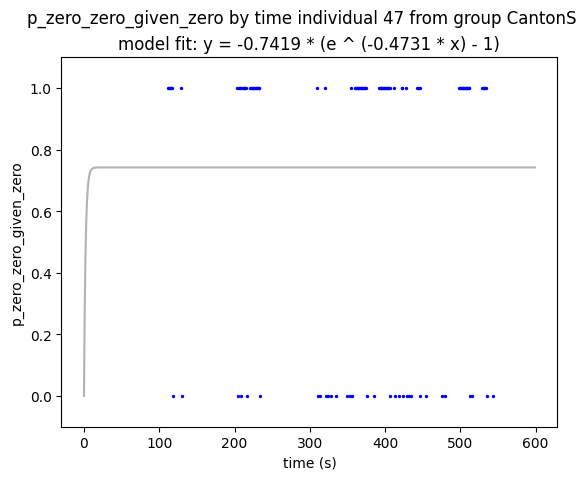 p_zero_zero_given_zero by time individual 47 from group CantonS
model fit: y = -0.7419 * (e ^ (-0.4731 * x) - 1)
1.0
0.8
0.6
0.4
0.2
0.0
p_zero_zero_given_zero
0 100 200 300 400 500 600
time (s)